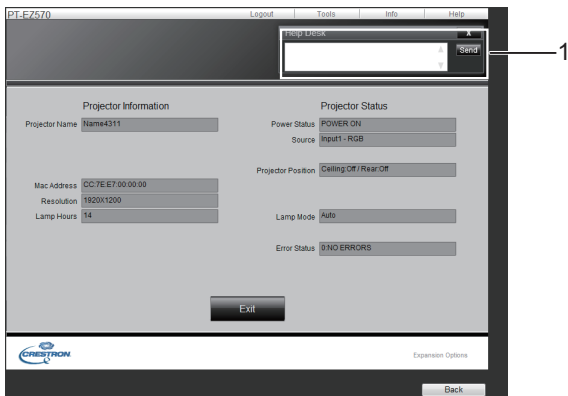 PT-EZ570
Logout Tools Info Help
Help Desk X
Send
1
Projector Information Projector Status
Projector Name Name4311 Power Status POWER ON
Source Input1 - RGB
Projector Position Ceiling:Off / Rear:Off
Mac Address CC:7E:E7:00:00:00
Resolution 1920X1200
Lamp Hours 14 Lamp Mode Auto
Error Status 0:NO ERRORS
Exit
CRESTRON Expansion Options
Back